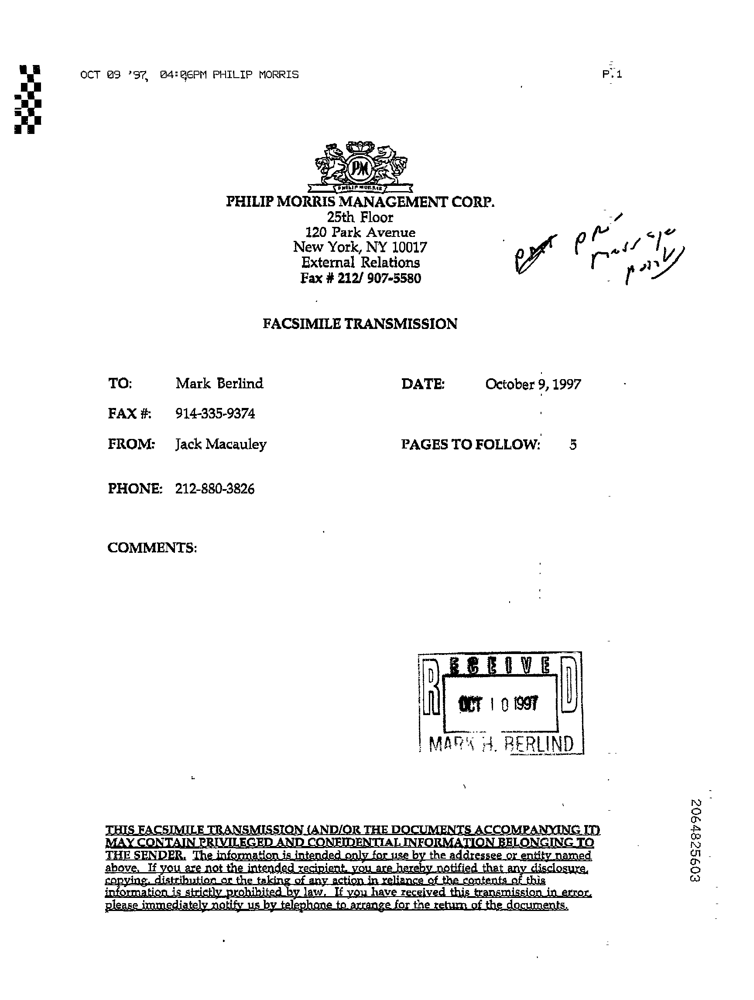 OCT 09 '97, 04:06PM PHILIP MORRIS P.1
PM
PHILIP MORRIS
PHILIP MORRIS MANAGEMENT CORP.
25th Floor
120 Park Avenue
New York, NY 10017
External Relations
Fax # 212/ 907-5580
message
FACSIMILE TRANSMISSION
TO: Mark Berlind DATE: October 9, 1997
FAX #: 914-335-9374
FROM: Jack Macauley PAGES TO FOLLOW: 5
PHONE: 212-880-3826
COMMENTS:
RECEIVED
OCT 10 1997
MARK H. BERLIND
THIS FACSIMILE TRANSMISSION (AND/OR THE DOCUMENTS ACCOMPANYING IT)
MAY CONTAIN PRIVILEGED AND CONFIDENTIAL INFORMATION BELONGING TO
THE SENDER. The information is intended only for use by the addressee or entity named
above. If you are not the intended recipient, you are hereby notified that any disclosure,
copying, distribution or the taking of any action in reliance of the contents of this
information is strictly prohibited by law. If you have received this transmission in error,
please immediately notify us by telephone to arrange for the return of the documents.
2064825603